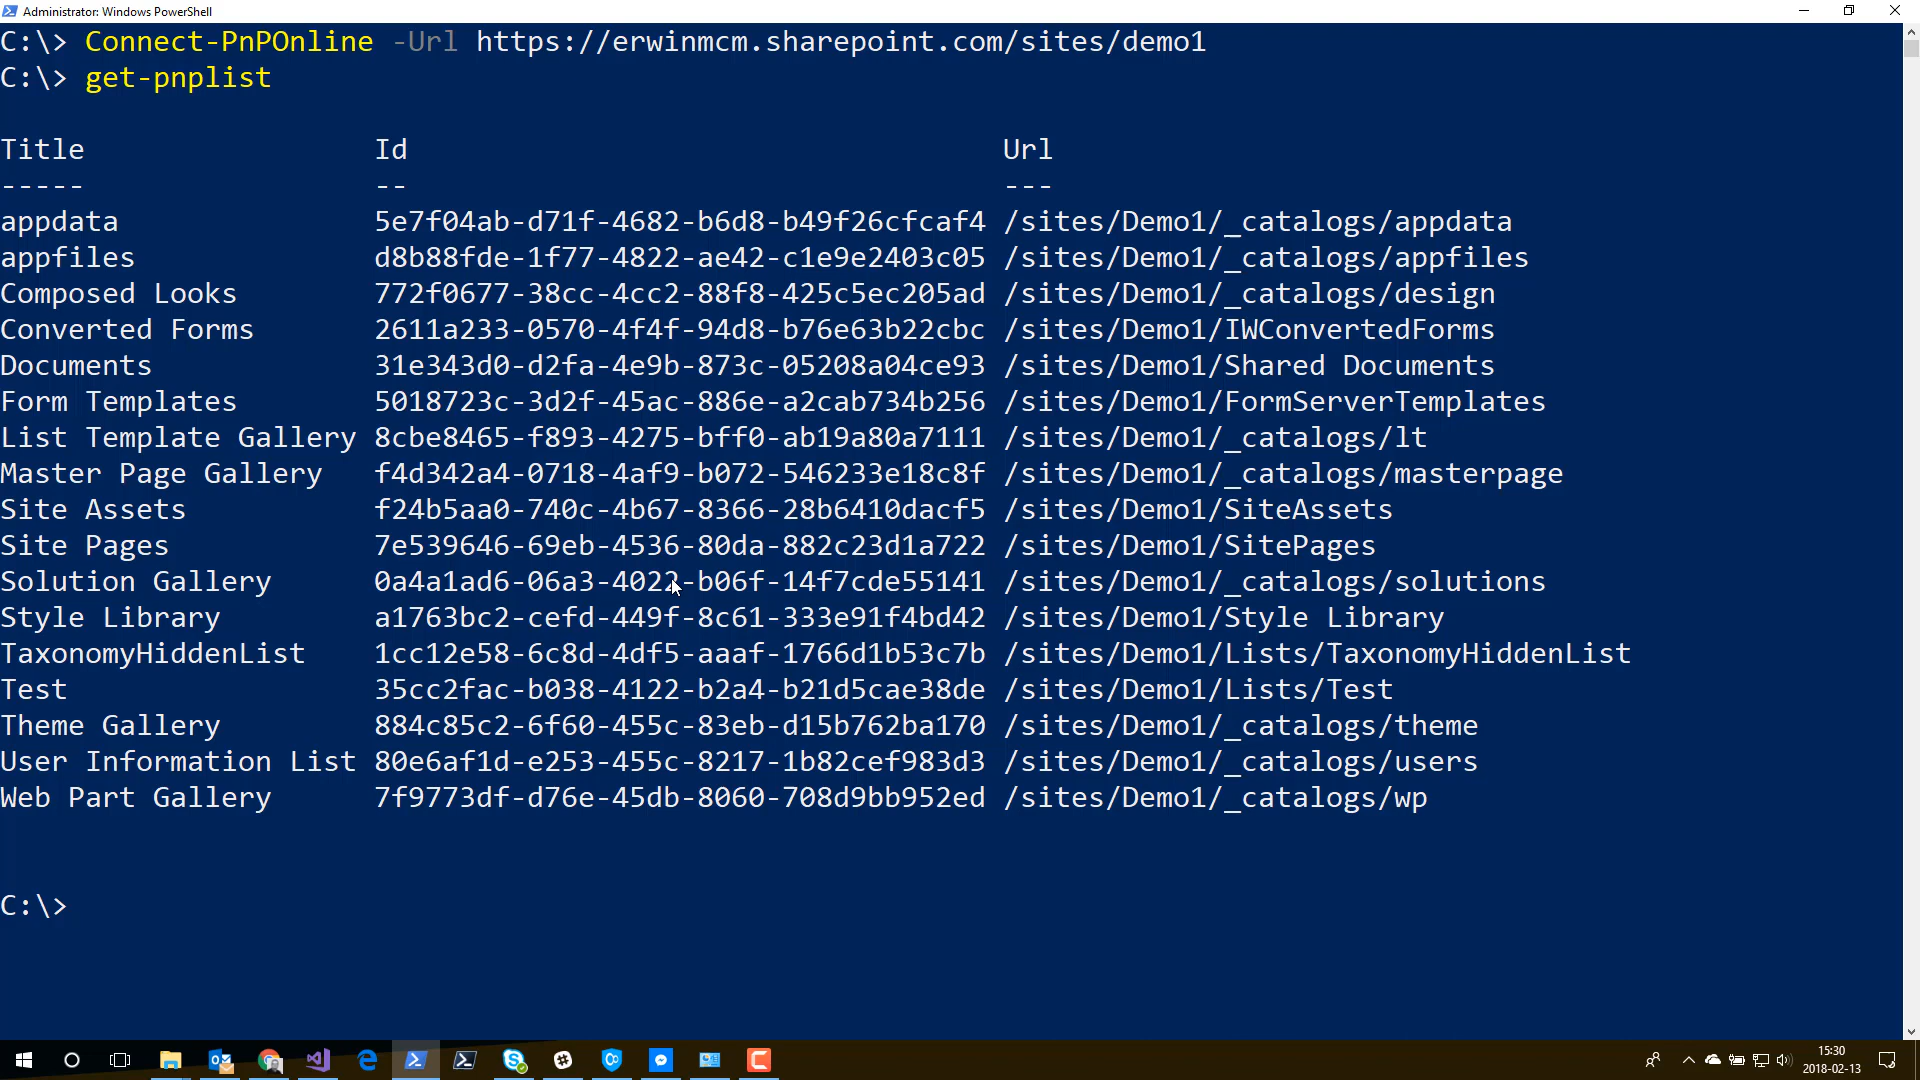 Administrator: Windows PowerShell
C:\> Connect-PnPOnline -Url https://erwinmcm.sharepoint.com/sites/demo1
C:\> get-pnplist
Title Id Url
----- -- ---
appdata 5e7f04ab-d71f-4682-b6d8-b49f26cfcaf4 /sites/Demo1/_catalogs/appdata
appfiles d8b88fde-1f77-4822-ae42-c1e9e2403c05 /sites/Demo1/_catalogs/appfiles
Composed Looks 772f0677-38cc-4cc2-88f8-425c5ec205ad /sites/Demo1/_catalogs/design
Converted Forms 2611a233-0570-4f4f-94d8-b76e63b22cbc /sites/Demo1/IWConvertedForms
Documents 31e343d0-d2fa-4e9b-873c-05208a04ce93 /sites/Demo1/Shared Documents
Form Templates 5018723c-3d2f-45ac-886e-a2cab734b256 /sites/Demo1/FormServerTemplates
List Template Gallery 8cbe8465-f893-4275-bff0-ab19a80a7111 /sites/Demo1/_catalogs/lt
Master Page Gallery f4d342a4-0718-4af9-b072-546233e18c8f /sites/Demo1/_catalogs/masterpage
Site Assets f24b5aa0-740c-4b67-8366-28b6410dacf5 /sites/Demo1/SiteAssets
Site Pages 7e539646-69eb-4536-80da-882c23d1a722 /sites/Demo1/SitePages
Solution Gallery 0a4a1ad6-06a3-4022-b06f-14f7cde55141 /sites/Demo1/_catalogs/solutions
Style Library a1763bc2-cefd-449f-8c61-333e91f4bd42 /sites/Demo1/Style Library
TaxonomyHiddenList 1cc12e58-6c8d-4df5-aaaf-1766d1b53c7b /sites/Demo1/Lists/TaxonomyHiddenList
Test 35cc2fac-b038-4122-b2a4-b21d5cae38de /sites/Demo1/Lists/Test
Theme Gallery 884c85c2-6f60-455c-83eb-d15b762ba170 /sites/Demo1/_catalogs/theme
User Information List 80e6af1d-e253-455c-8217-1b82cef983d3 /sites/Demo1/_catalogs/users
Web Part Gallery 7f9773df-d76e-45db-8060-708d9bb952ed /sites/Demo1/_catalogs/wp
C:\>
15:30
2018-02-13